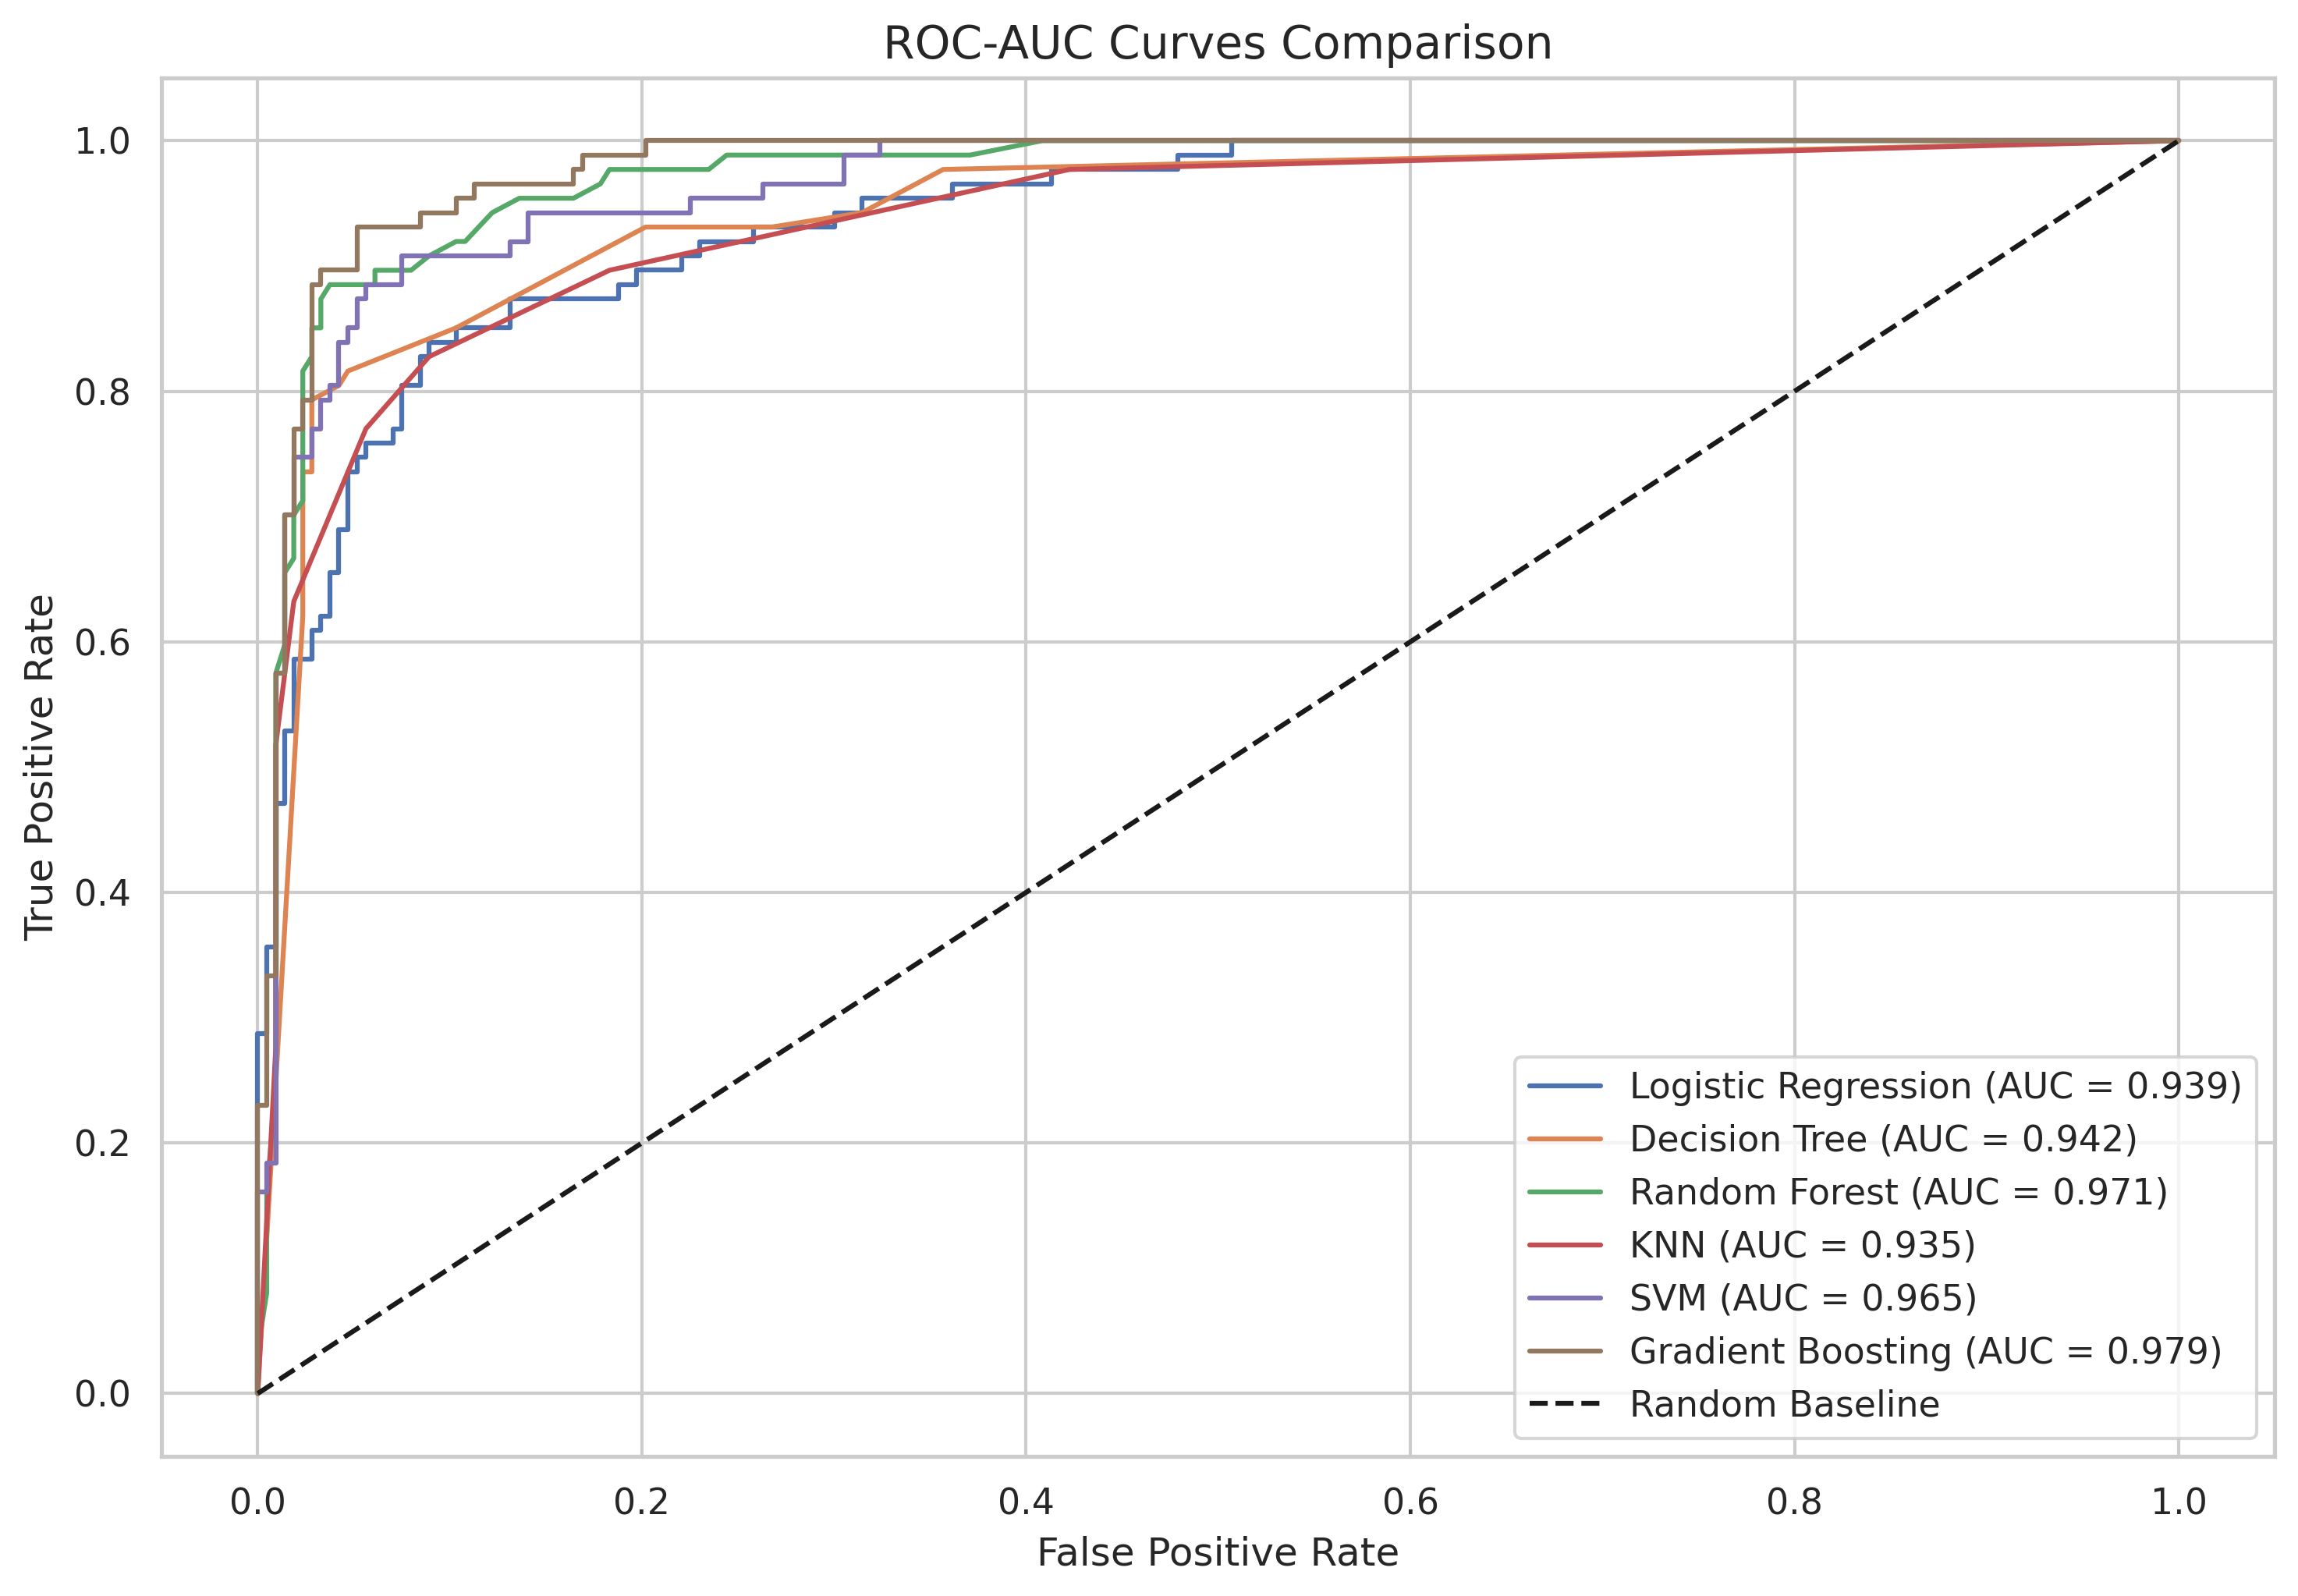 ROC-AUC Curves Comparison
1.0
0.8
0.6
0.4
0.2
0.0
True Positive Rate
0.0 0.2 0.4 0.6 0.8 1.0
False Positive Rate
Logistic Regression (AUC = 0.939)
Decision Tree (AUC = 0.942)
Random Forest (AUC = 0.971)
KNN (AUC = 0.935)
SVM (AUC = 0.965)
Gradient Boosting (AUC = 0.979)
Random Baseline